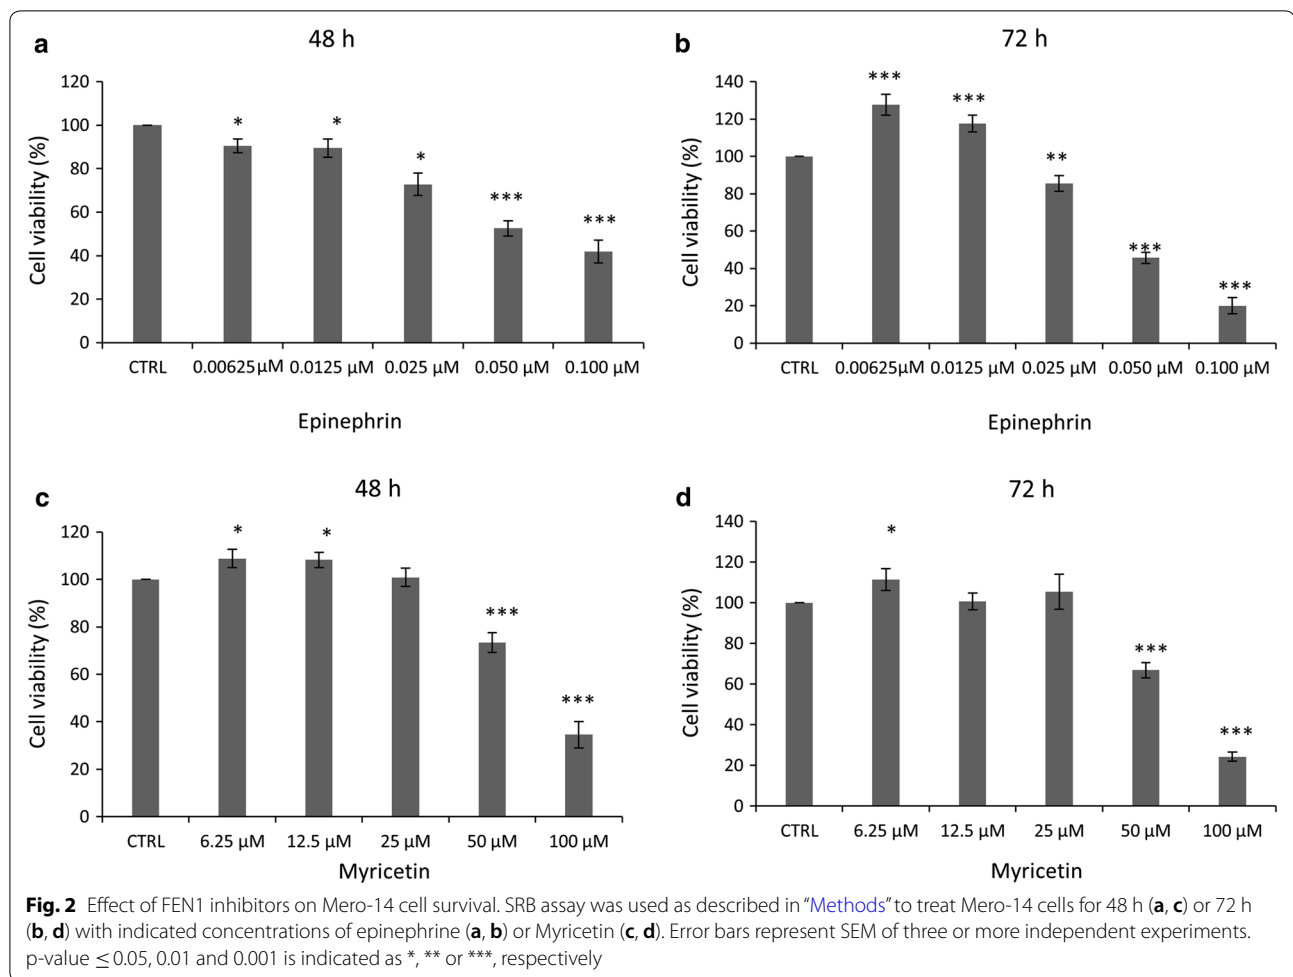 a
48 h
Cell viability (%)
120
100
80
60
40
20
0
*
*
*
***
***
CTRL 0.00625µM 0.0125 µM 0.025 µM 0.050 µM 0.100 µM
Epinephrin
b
72 h
Cell viability (%)
140
120
100
80
60
40
20
0
***
***
**
***
***
CTRL 0.00625µM 0.0125 µM 0.025 µM 0.050 µM 0.100 µM
Epinephrin
c
48 h
Cell viability (%)
120
100
80
60
40
20
0
*
*
***
***
CTRL 6.25 µM 12.5 µM 25 µM 50 µM 100 µM
Myricetin
d
72 h
Cell viability (%)
140
120
100
80
60
40
20
0
*
***
***
CTRL 6.25 µM 12.5 µM 25 µM 50 µM 100 µM
Myricetin
Fig. 2 Effect of FEN1 inhibitors on Mero-14 cell survival. SRB assay was used as described in “Methods” to treat Mero-14 cells for 48 h (a, c) or 72 h
(b, d) with indicated concentrations of epinephrine (a, b) or Myricetin (c, d). Error bars represent SEM of three or more independent experiments.
p-value ≤ 0.05, 0.01 and 0.001 is indicated as *, ** or ***, respectively